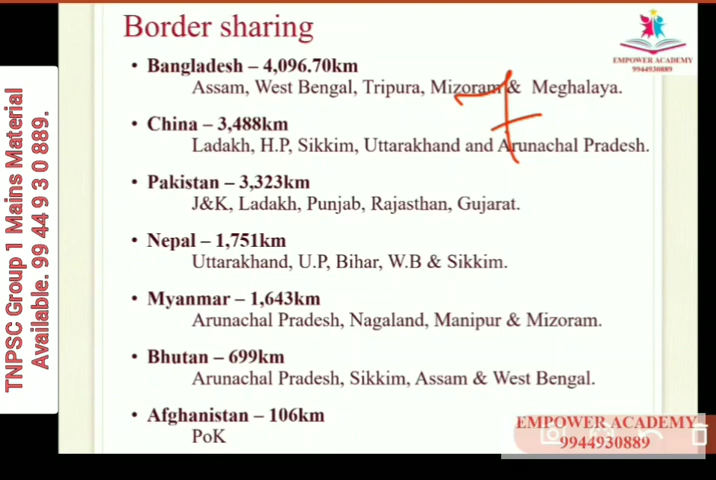 Border sharing
EMPOWER ACADEMY
9944930889
• Bangladesh – 4,096.70km
Assam, West Bengal, Tripura, Mizoram & Meghalaya.
7
• China – 3,488km
Ladakh, H.P, Sikkim, Uttarakhand and Arunachal Pradesh.
• Pakistan – 3,323km
J&K, Ladakh, Punjab, Rajasthan, Gujarat.
• Nepal – 1,751km
Uttarakhand, U.P, Bihar, W.B & Sikkim.
• Myanmar – 1,643km
Arunachal Pradesh, Nagaland, Manipur & Mizoram.
• Bhutan – 699km
Arunachal Pradesh, Sikkim, Assam & West Bengal.
• Afghanistan – 106km
PoK
EMPOWER ACADEMY
9944930889
TNPSC Group 1 Mains Material
Available. 99 44 9 3 0 889.